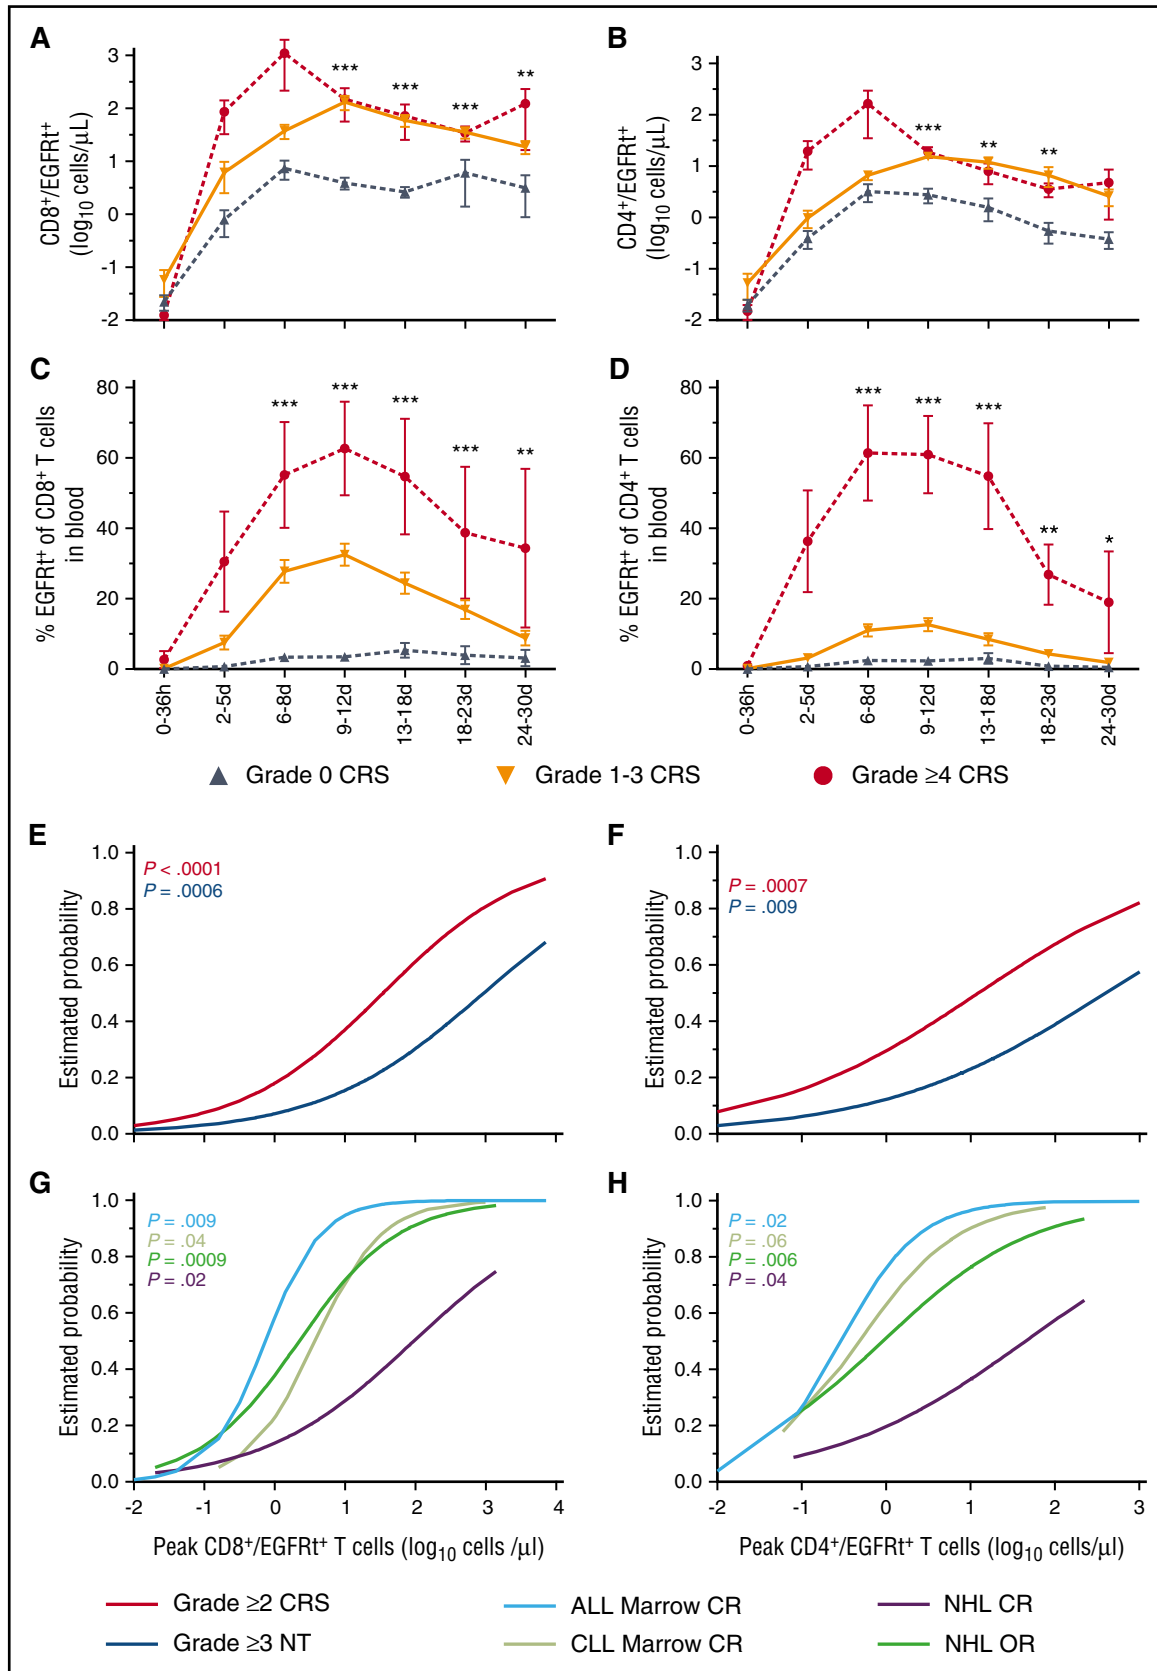 A
CD8⁺/EGFRt⁺
(log₁₀ cells/μL)
3
2
1
0
-1
-2
***
***
***
**
B
CD4⁺/EGFRt⁺
(log₁₀ cells/μL)
3
2
1
0
-1
-2
***
**
**
C
% EGFRt⁺ of CD8⁺ T cells
in blood
80
60
40
20
0
***
***
***
***
**
0-36h
2-5d
6-8d
9-12d
13-18d
18-23d
24-30d
D
% EGFRt⁺ of CD4⁺ T cells
in blood
80
60
40
20
0
***
***
***
**
*
0-36h
2-5d
6-8d
9-12d
13-18d
18-23d
24-30d
Grade 0 CRS
Grade 1-3 CRS
Grade ≥4 CRS
E
Estimated probability
1.0
0.8
0.6
0.4
0.2
0.0
P < .0001
P = .0006
F
Estimated probability
1.0
0.8
0.6
0.4
0.2
0.0
P = .0007
P = .009
G
Estimated probability
1.0
0.8
0.6
0.4
0.2
0.0
P = .009
P = .04
P = .0009
P = .02
-2 -1 0 1 2 3 4
Peak CD8⁺/EGFRt⁺ T cells (log₁₀ cells /μl)
H
Estimated probability
1.0
0.8
0.6
0.4
0.2
0.0
P = .02
P = .06
P = .006
P = .04
-2 -1 0 1 2 3
Peak CD4⁺/EGFRt⁺ T cells (log₁₀ cells/μl)
Grade ≥2 CRS
ALL Marrow CR
NHL CR
Grade ≥3 NT
CLL Marrow CR
NHL OR